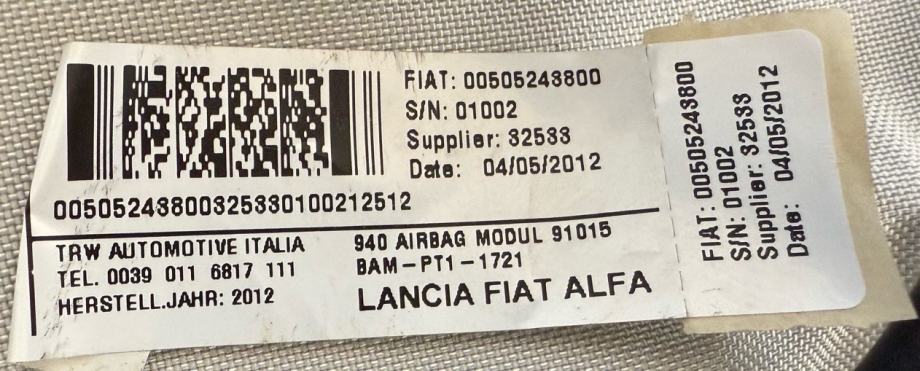 FIAT: 00505243800
S/N: 01002
Supplier: 32533
Date: 04/05/2012
00505243800325330100212512
TRW AUTOMOTIVE ITALIA
TEL. 0039 011 6817 111
HERSTELL.JAHR: 2012
940 AIRBAG MODUL 91015
BAM-PT1-1721
LANCIA FIAT ALFA
FIAT: 00505243800
S/N: 01002
Supplier: 32533
Date: 04/05/2012